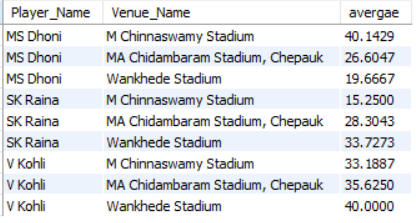 Player_Name Venue_Name avergae
MS Dhoni M Chinnaswamy Stadium 40.1429
MS Dhoni MA Chidambaram Stadium, Chepauk 26.6047
MS Dhoni Wankhede Stadium 19.6667
SK Raina M Chinnaswamy Stadium 15.2500
SK Raina MA Chidambaram Stadium, Chepauk 28.3043
SK Raina Wankhede Stadium 33.7273
V Kohli M Chinnaswamy Stadium 33.1887
V Kohli MA Chidambaram Stadium, Chepauk 35.6250
V Kohli Wankhede Stadium 40.0000